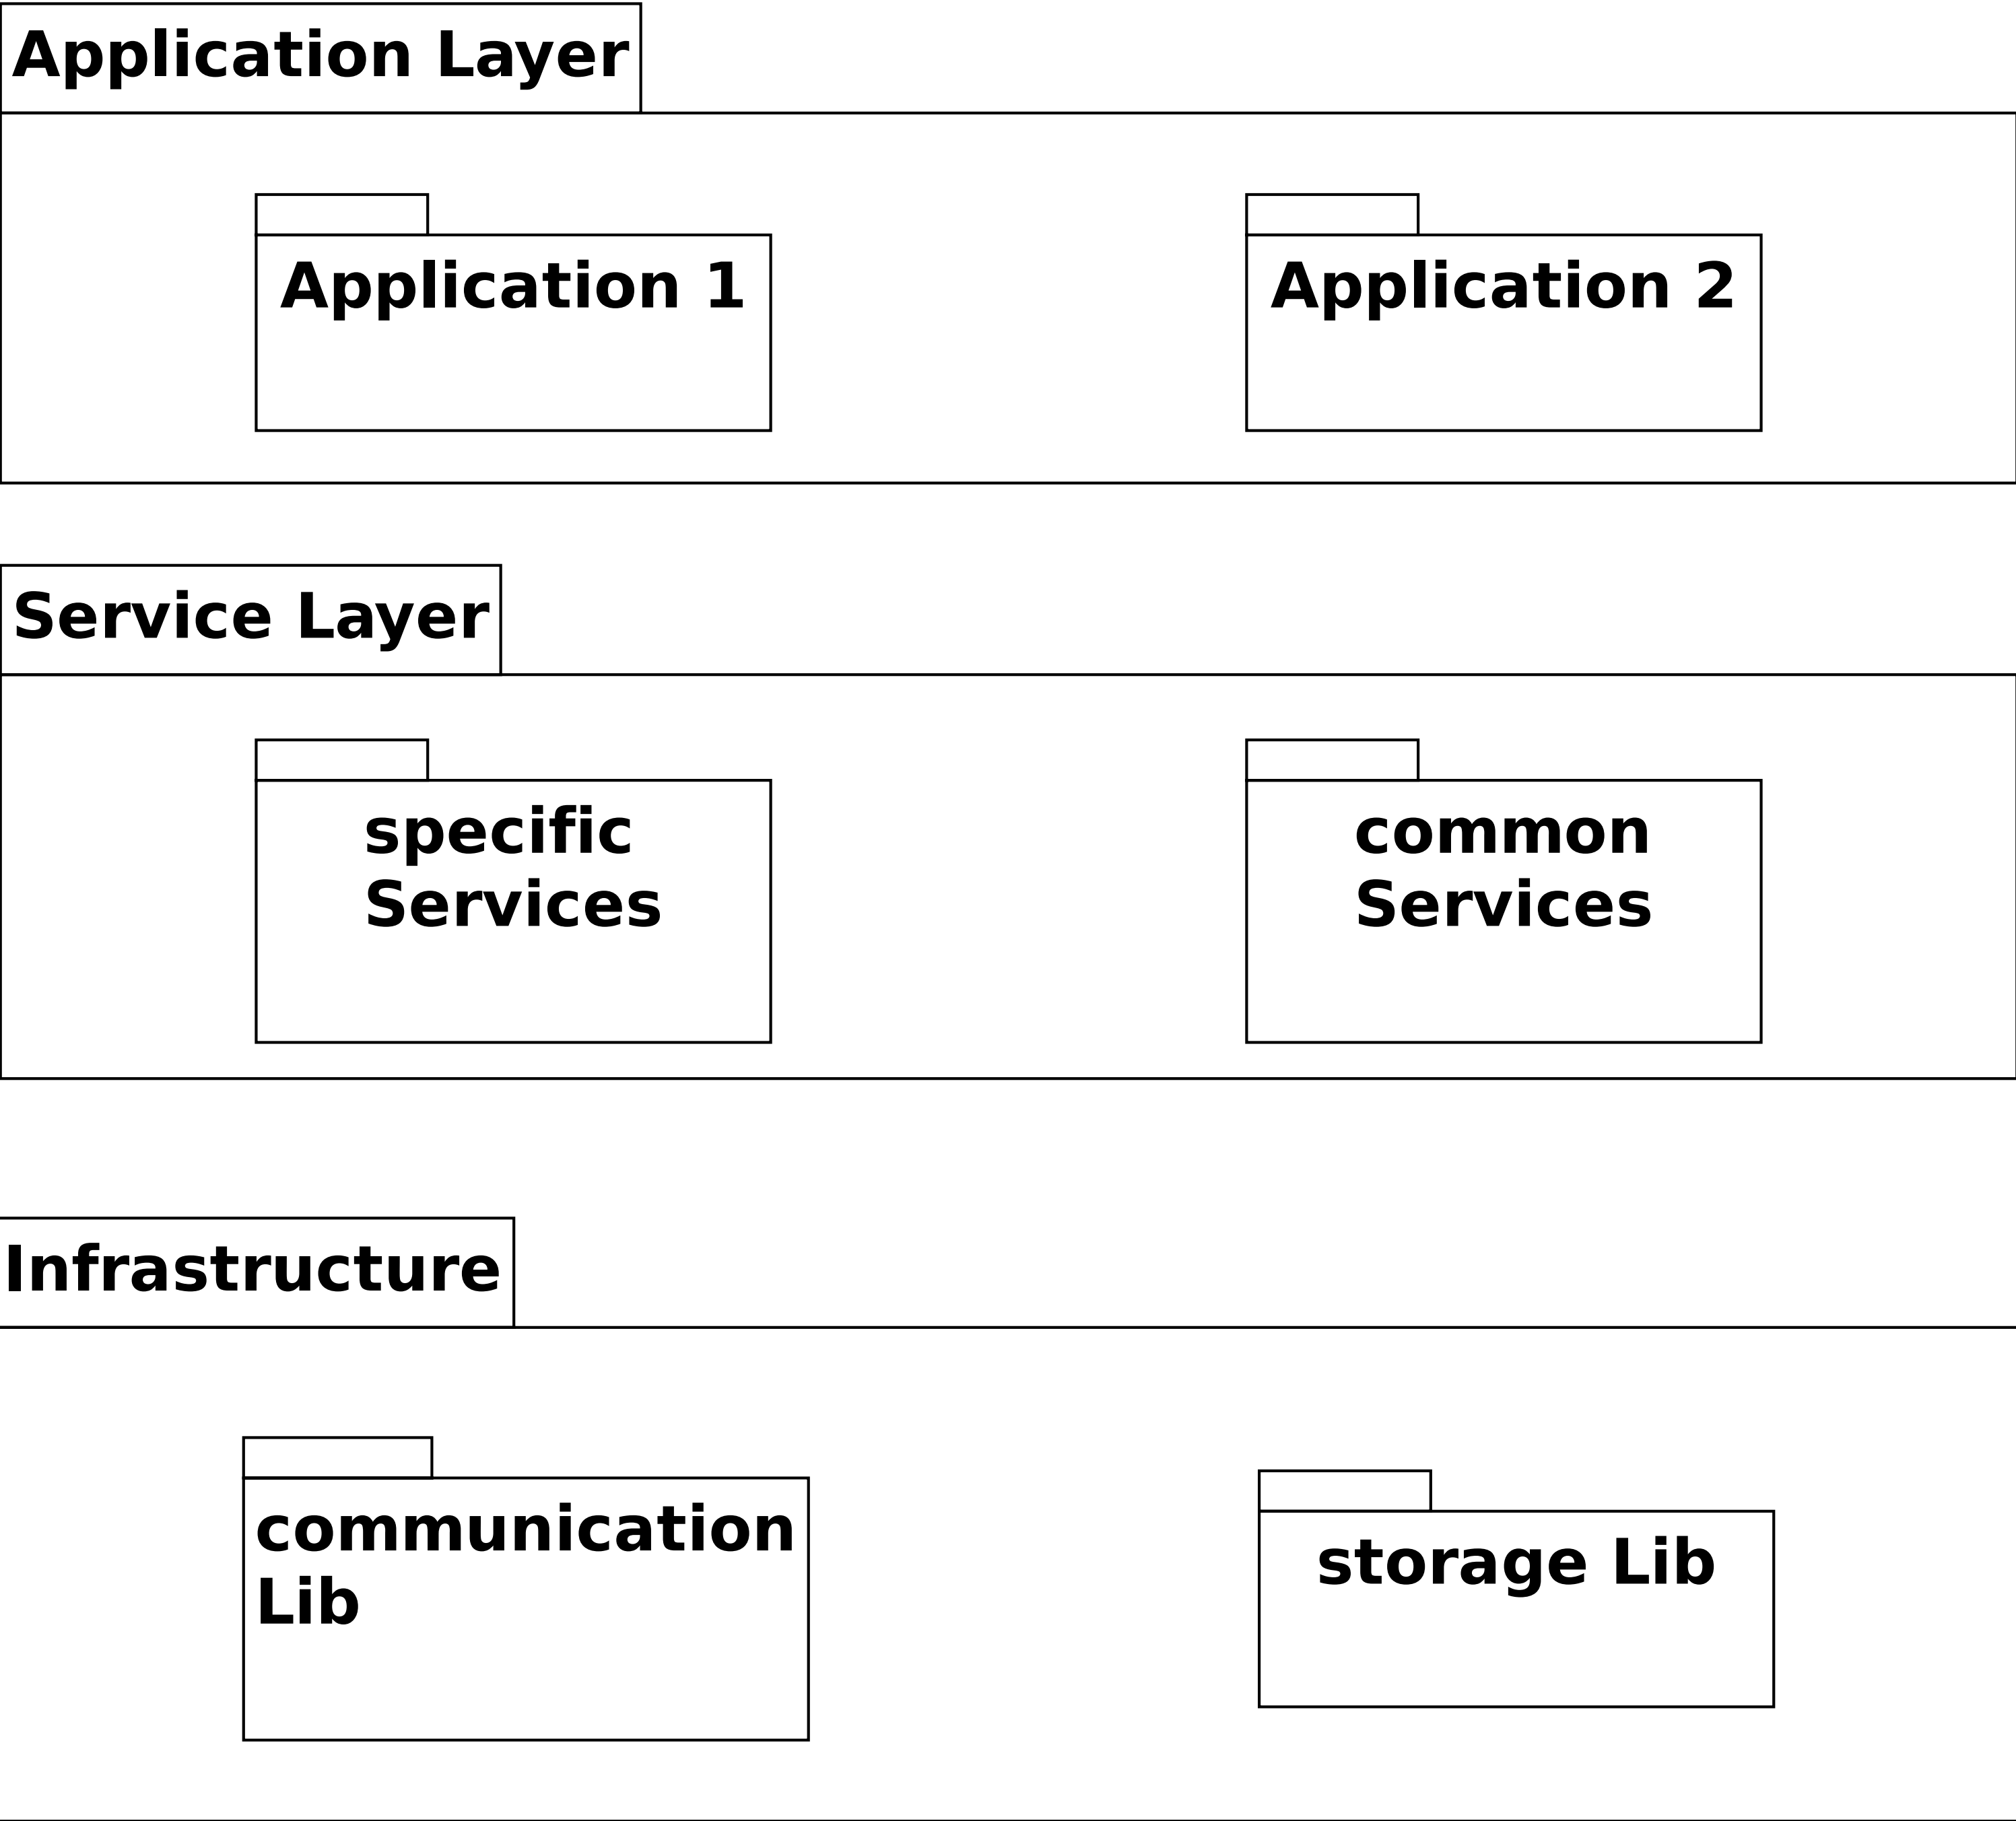 Application Layer
Application 1
Application 2
Service Layer
specific
Services
common
Services
Infrastructure
communication
Lib
storage Lib